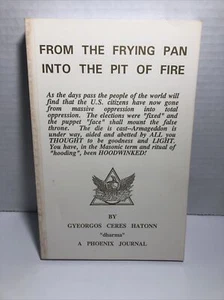 FROM THE FRYING PAN
INTO THE PIT OF FIRE
As the days pass the people of the world will
find that the U.S. citizens have now gone
from massive oppression into total
oppression. The elections were "fixed" and
the puppet "face" shall mount the false
throne. The die is cast--Armageddon is
under way, aided and abetted by ALL you
THOUGHT to be goodness and LIGHT.
You have, in the Masonic term and ritual of
"hooding", been HOODWINKED!
BY
GYEORGOS CERES HATONN
"dharma"
A PHOENIX JOURNAL